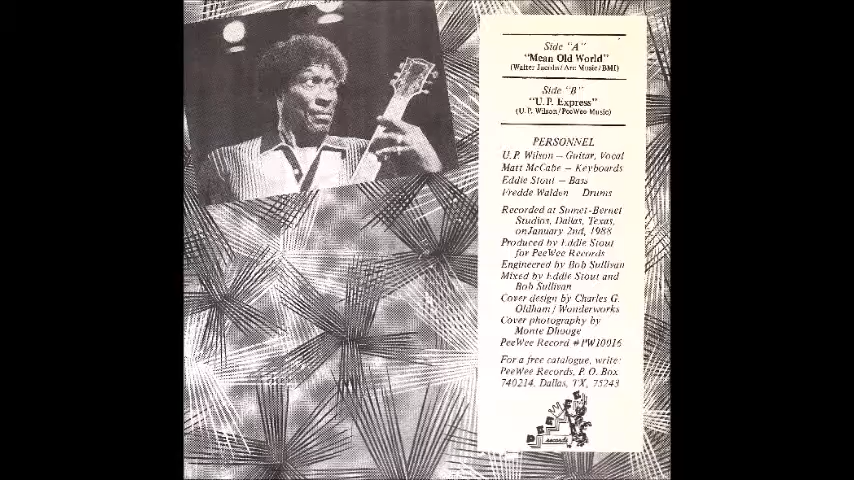 Side "A"
"Mean Old World"
(Walter Jacobs/Arc Music/BMI)
Side "B"
"U.P. Express"
(U.P. Wilson/PeeWee Music)
PERSONNEL
U.P. Wilson — Guitar, Vocal
Matt McCabe — Keyboards
Eddie Stout — Bass
Fredde Walden — Drums
Recorded at Sumet-Bernet
Studios, Dallas, Texas,
on January 2nd, 1988
Produced by Eddie Stout
for PeeWee Records
Engineered by Bob Sullivan
Mixed by Eddie Stout and
Bob Sullivan
Cover design by Charles G.
Oldham/Wonderworks
Cover photography by
Monte Dhooge
PeeWee Record #PW10016
For a free catalogue, write:
PeeWee Records, P. O. Box
740214, Dallas, TX, 75243
PEE WEE
records